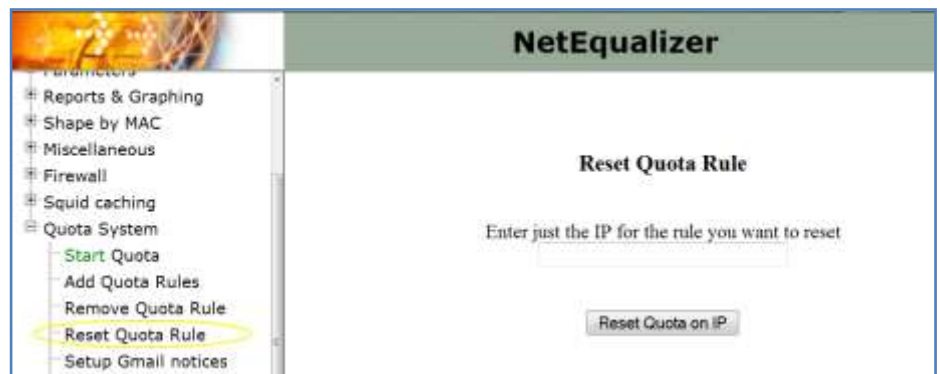 NetEqualizer
Parameters
Reports & Graphing
Shape by MAC
Miscellaneous
Firewall
Squid caching
Quota System
Start Quota
Add Quota Rules
Remove Quota Rule
Reset Quota Rule
Setup Gmail notices
Reset Quota Rule
Enter just the IP for the rule you want to reset
Reset Quota on IP